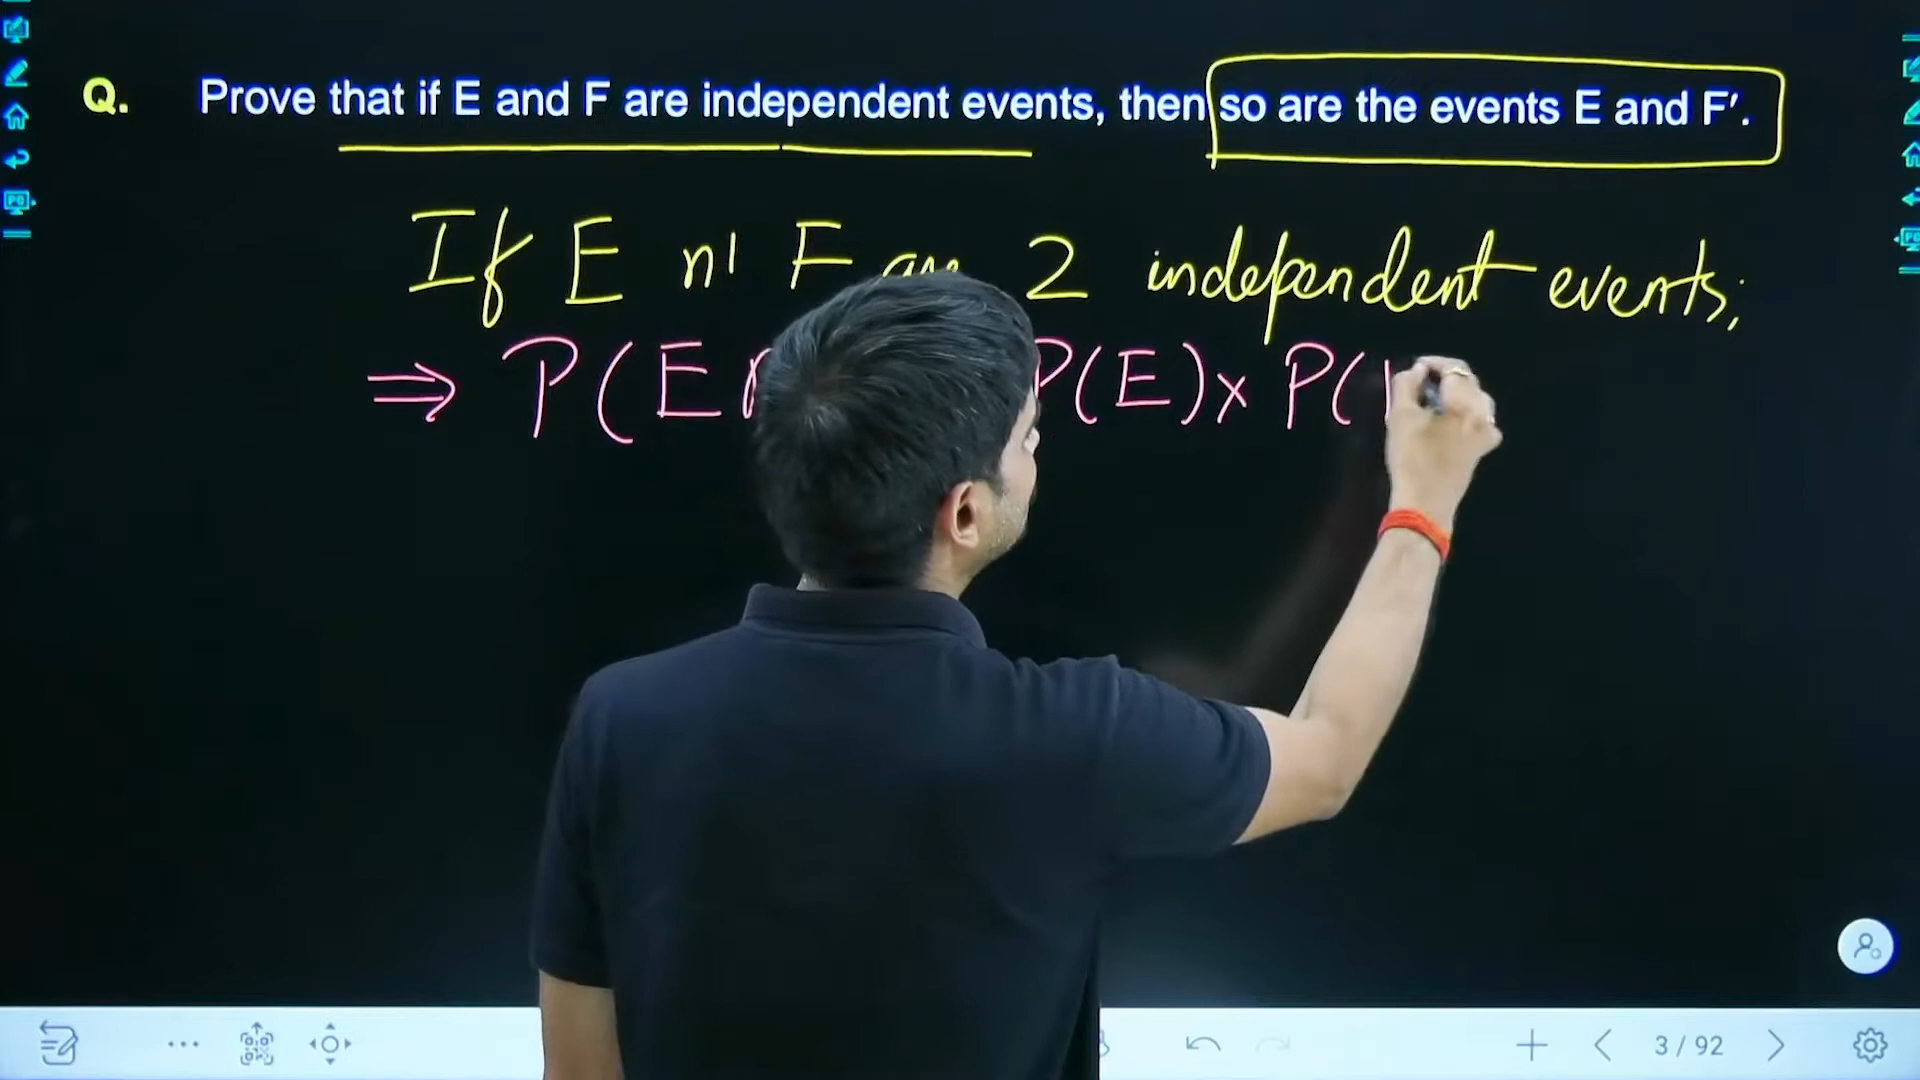 Q. Prove that if E and F are independent events, then so are the events E and F′.
If E n' F are 2 independent events;
⇒ P(E P(E) x P(
3 / 92